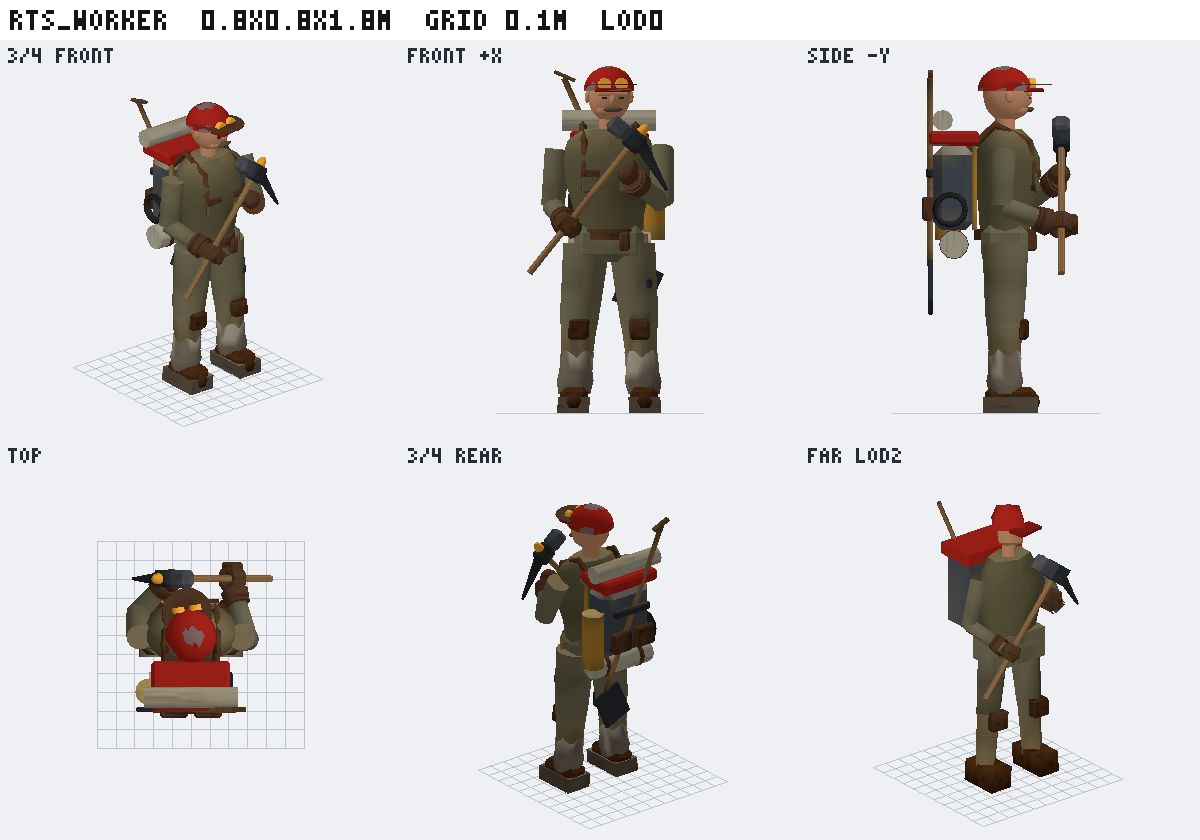 RTS_WORKER 0.8X0.8X1.8M GRID 0.1M LOD0
3/4 FRONT
FRONT +X
SIDE -Y
TOP
3/4 REAR
FAR LOD2